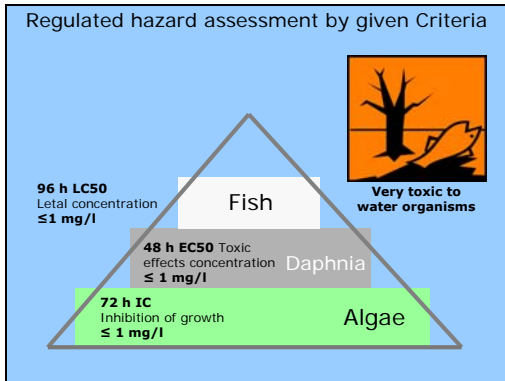 Regulated hazard assessment by given Criteria
96 h LC50
Letal concentration
≤1 mg/l
Fish
Very toxic to
water organisms
48 h EC50 Toxic
effects concentration
≤ 1 mg/l
Daphnia
72 h IC
Inhibition of growth
≤ 1 mg/l
Algae